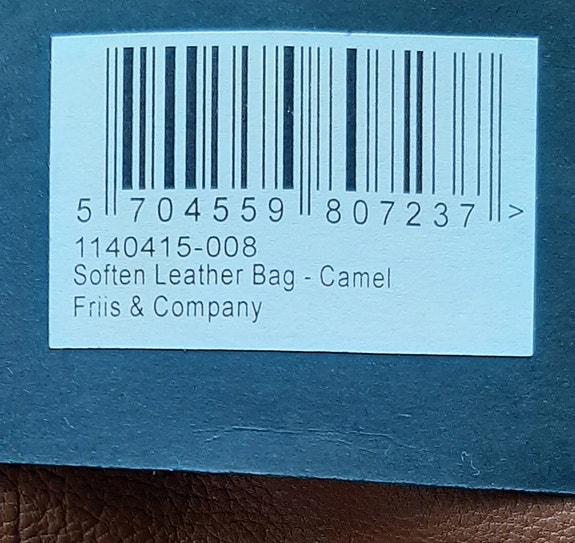 5 704559 807237 >
1140415-008
Soften Leather Bag - Camel
Friis & Company